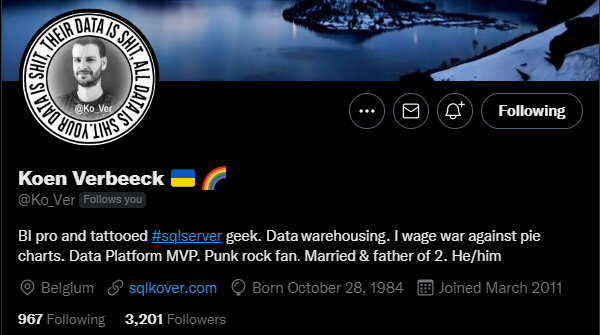 THEIR DATA IS SHIT. ALL DATA IS SHIT. YOUR DATA IS SHIT.
@Ko_Ver
Following
Koen Verbeeck 🇺🇦 🌈
@Ko_Ver Follows you
BI pro and tattooed #sqlserver geek. Data warehousing. I wage war against pie
charts. Data Platform MVP. Punk rock fan. Married & father of 2. He/him
Belgium sqlkover.com Born October 28, 1984 Joined March 2011
967 Following 3,201 Followers